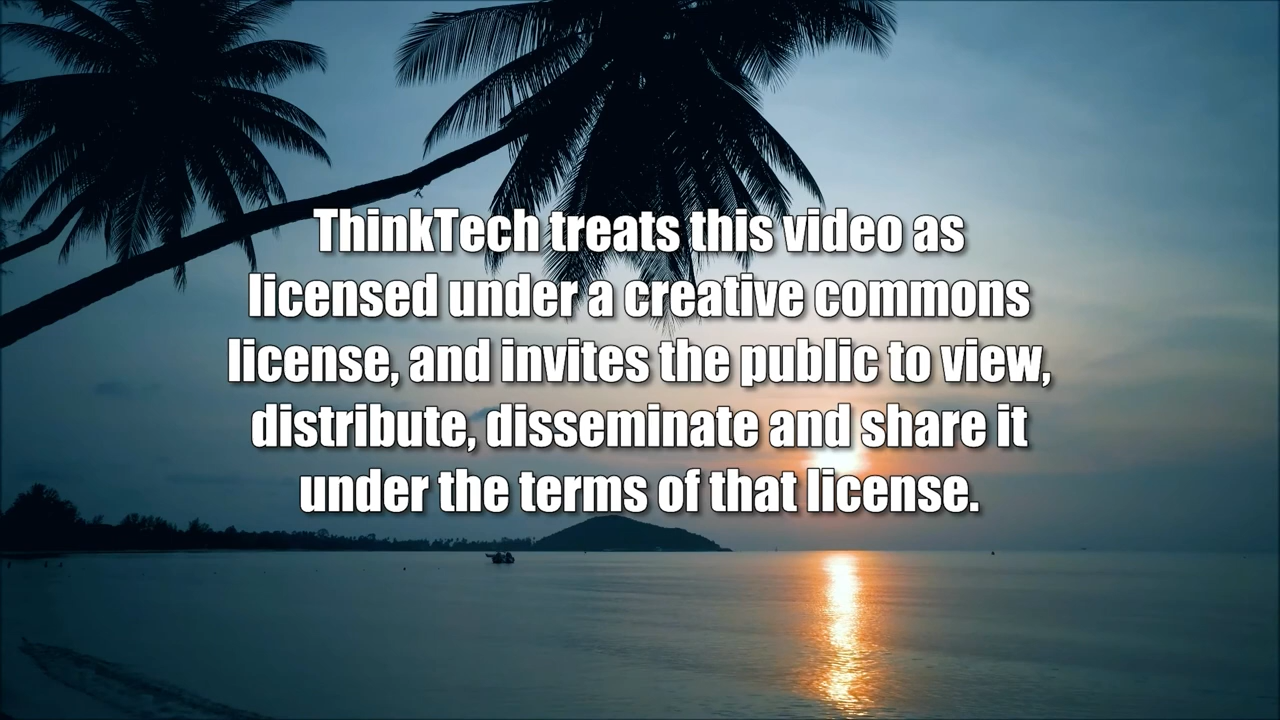 ThinkTech treats this video as
licensed under a creative commons
license, and invites the public to view,
distribute, disseminate and share it
under the terms of that license.